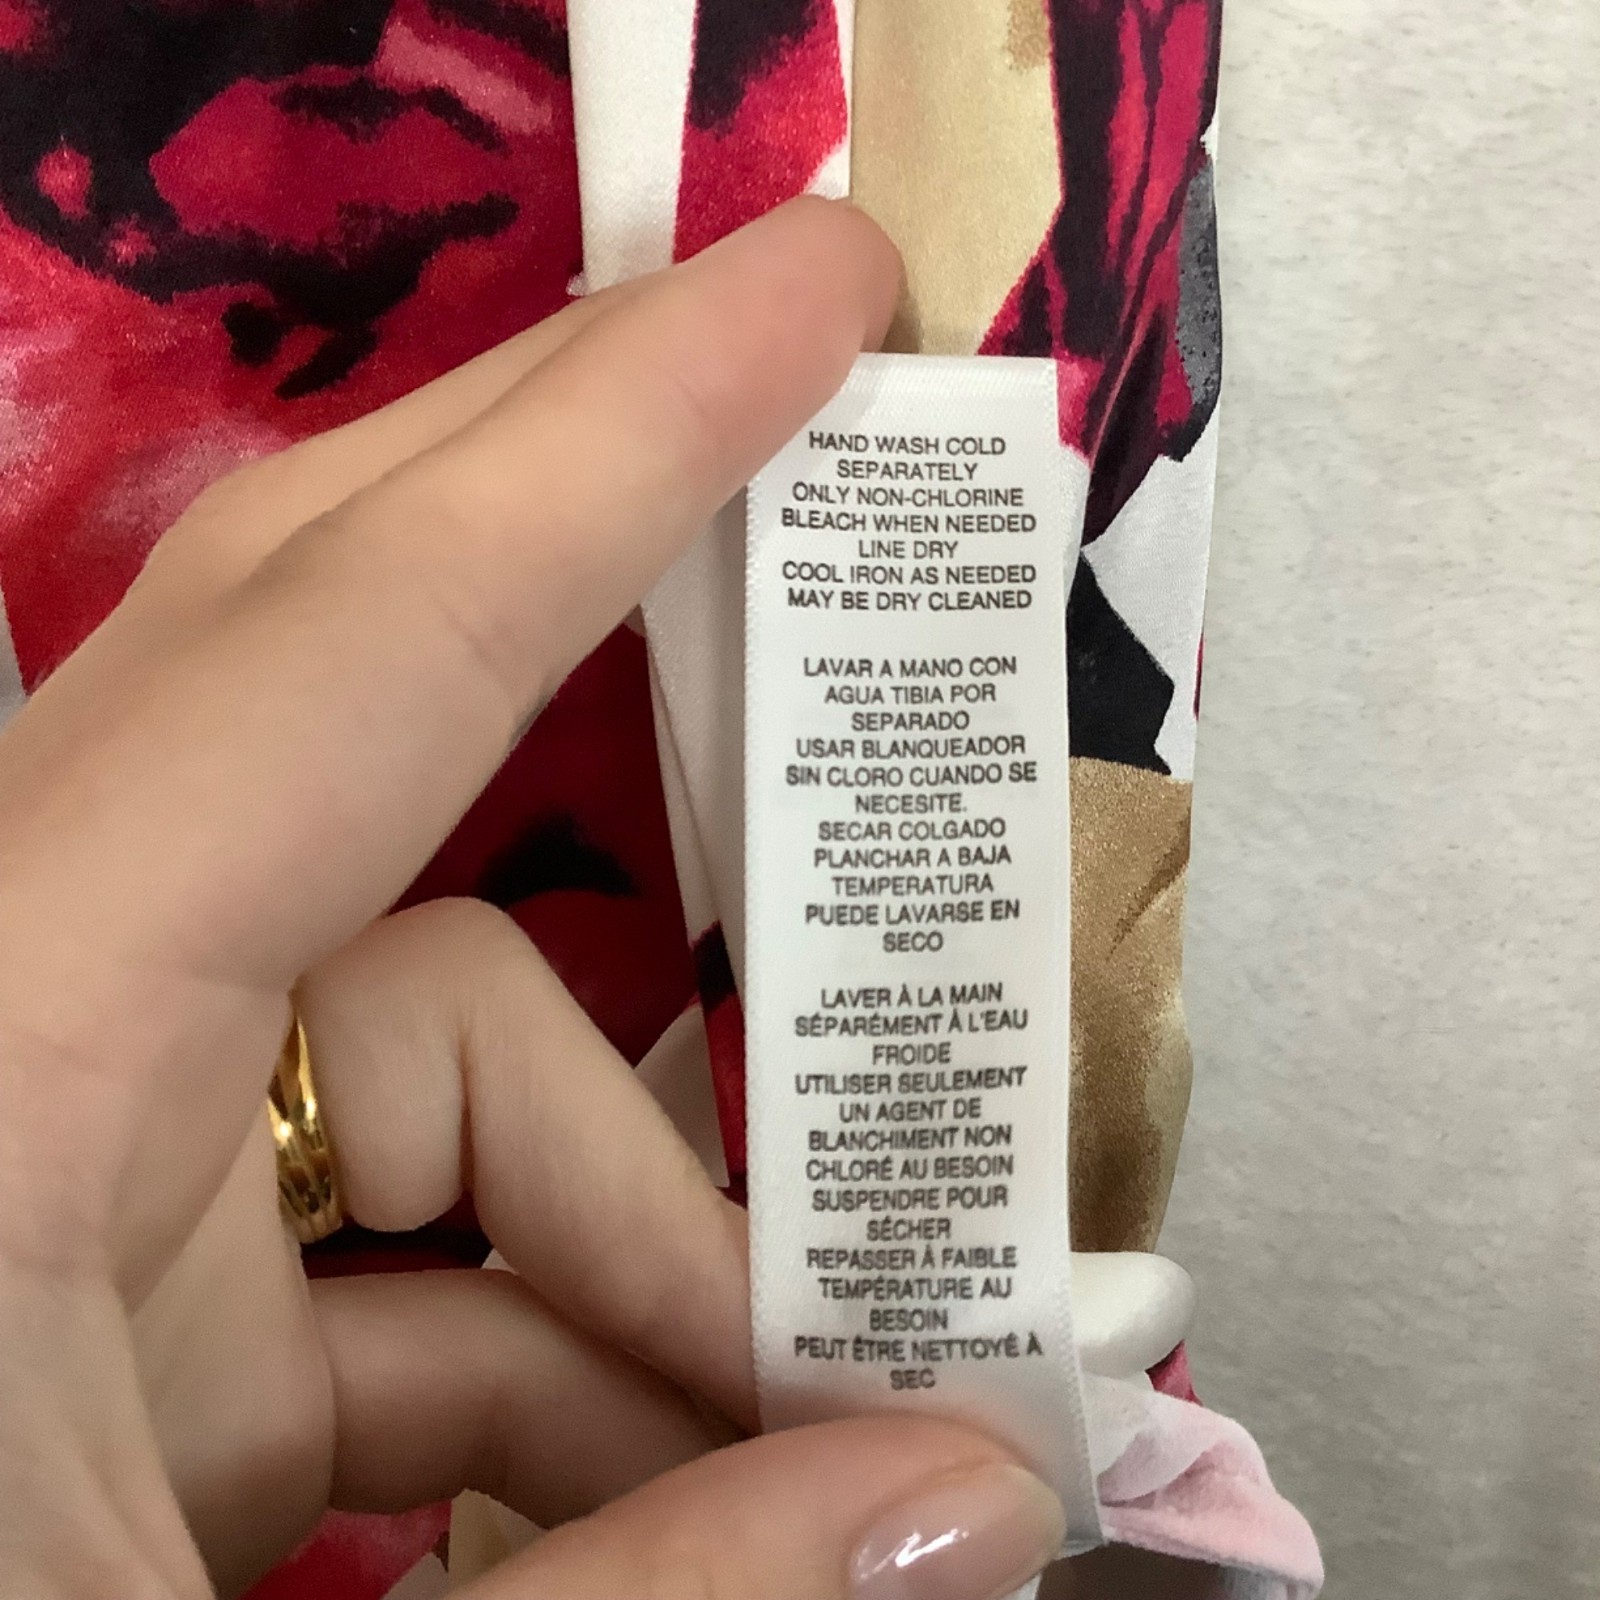 HAND WASH COLD
SEPARATELY
ONLY NON-CHLORINE
BLEACH WHEN NEEDED
LINE DRY
COOL IRON AS NEEDED
MAY BE DRY CLEANED
LAVAR A MANO CON
AGUA TIBIA POR
SEPARADO
USAR BLANQUEADOR
SIN CLORO CUANDO SE
NECESITE.
SECAR COLGADO
PLANCHAR A BAJA
TEMPERATURA
PUEDE LAVARSE EN
SECO
LAVER À LA MAIN
SÉPARÉMENT À L'EAU
FROIDE
UTILISER SEULEMENT
UN AGENT DE
BLANCHIMENT NON
CHLORÉ AU BESOIN
SUSPENDRE POUR
SÉCHER
REPASSER À FAIBLE
TEMPÉRATURE AU
BESOIN
PEUT ÊTRE NETTOYÉ À
SEC